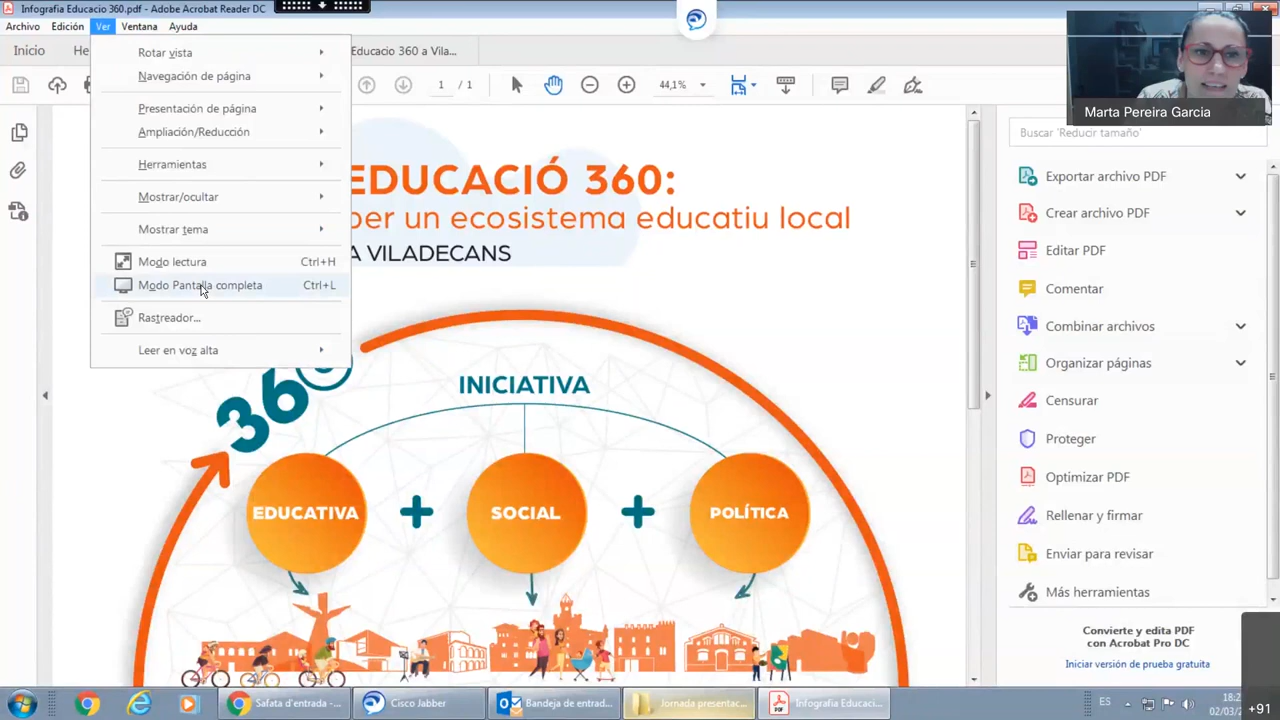 Infografia Educacio 360.pdf - Adobe Acrobat Reader DC
Archivo Edición Ver Ventana Ayuda
Inicio Educacio 360 a Vila...
1 / 1 44,1%
Marta Pereira Garcia
Rotar vista
Navegación de página
Presentación de página
Ampliación/Reducción
Herramientas
Mostrar/ocultar
Mostrar tema
Modo lectura Ctrl+H
Modo Pantalla completa Ctrl+L
Rastreador...
Leer en voz alta
EDUCACIÓ 360:
per un ecosistema educatiu local
A VILADECANS
360
INICIATIVA
EDUCATIVA + SOCIAL + POLÍTICA
Buscar 'Reducir tamaño'
Exportar archivo PDF
Crear archivo PDF
Editar PDF
Comentar
Combinar archivos
Organizar páginas
Censurar
Proteger
Optimizar PDF
Rellenar y firmar
Enviar para revisar
Más herramientas
Convierte y edita PDF
con Acrobat Pro DC
Iniciar versión de prueba gratuita
Safata d'entrada - ... Cisco Jabber Bandeja de entrad... Jornada presentac... Infografia Educaci... ES 18:2
02/03/
+91